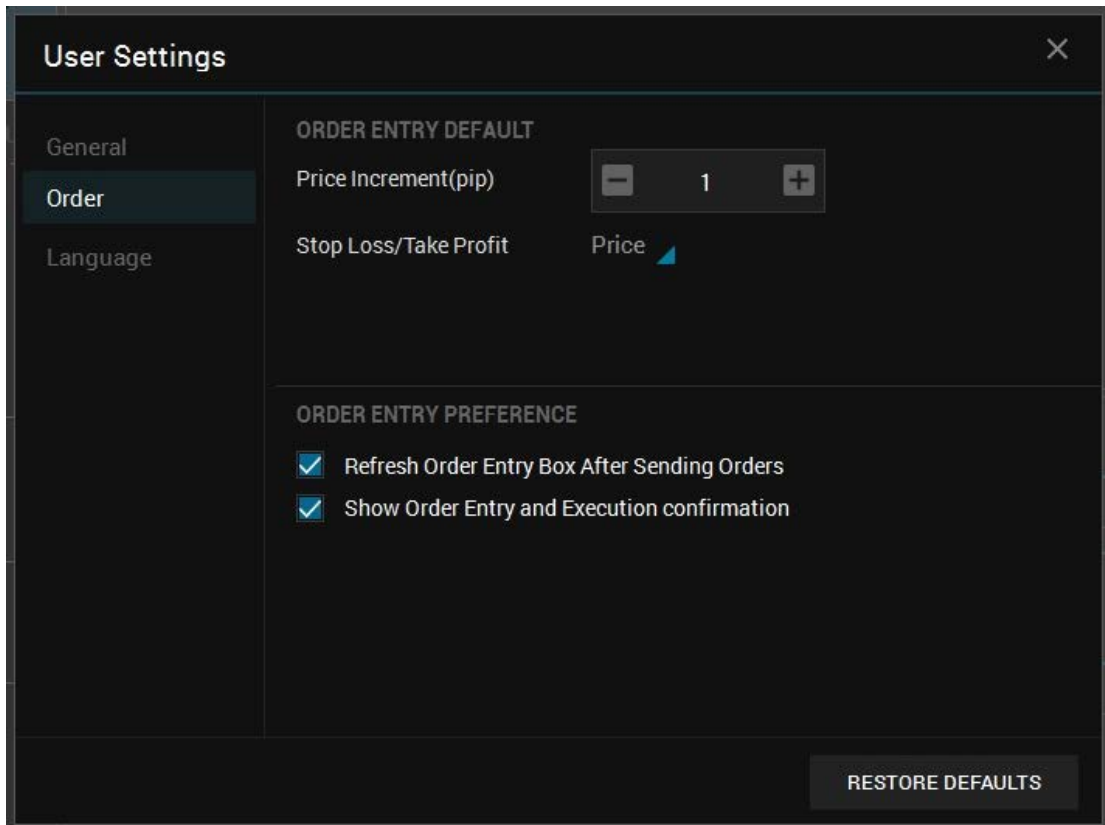 User Settings
General
Order
Language
ORDER ENTRY DEFAULT
Price Increment(pip)
1
Stop Loss/Take Profit
Price
ORDER ENTRY PREFERENCE
Refresh Order Entry Box After Sending Orders
Show Order Entry and Execution confirmation
RESTORE DEFAULTS